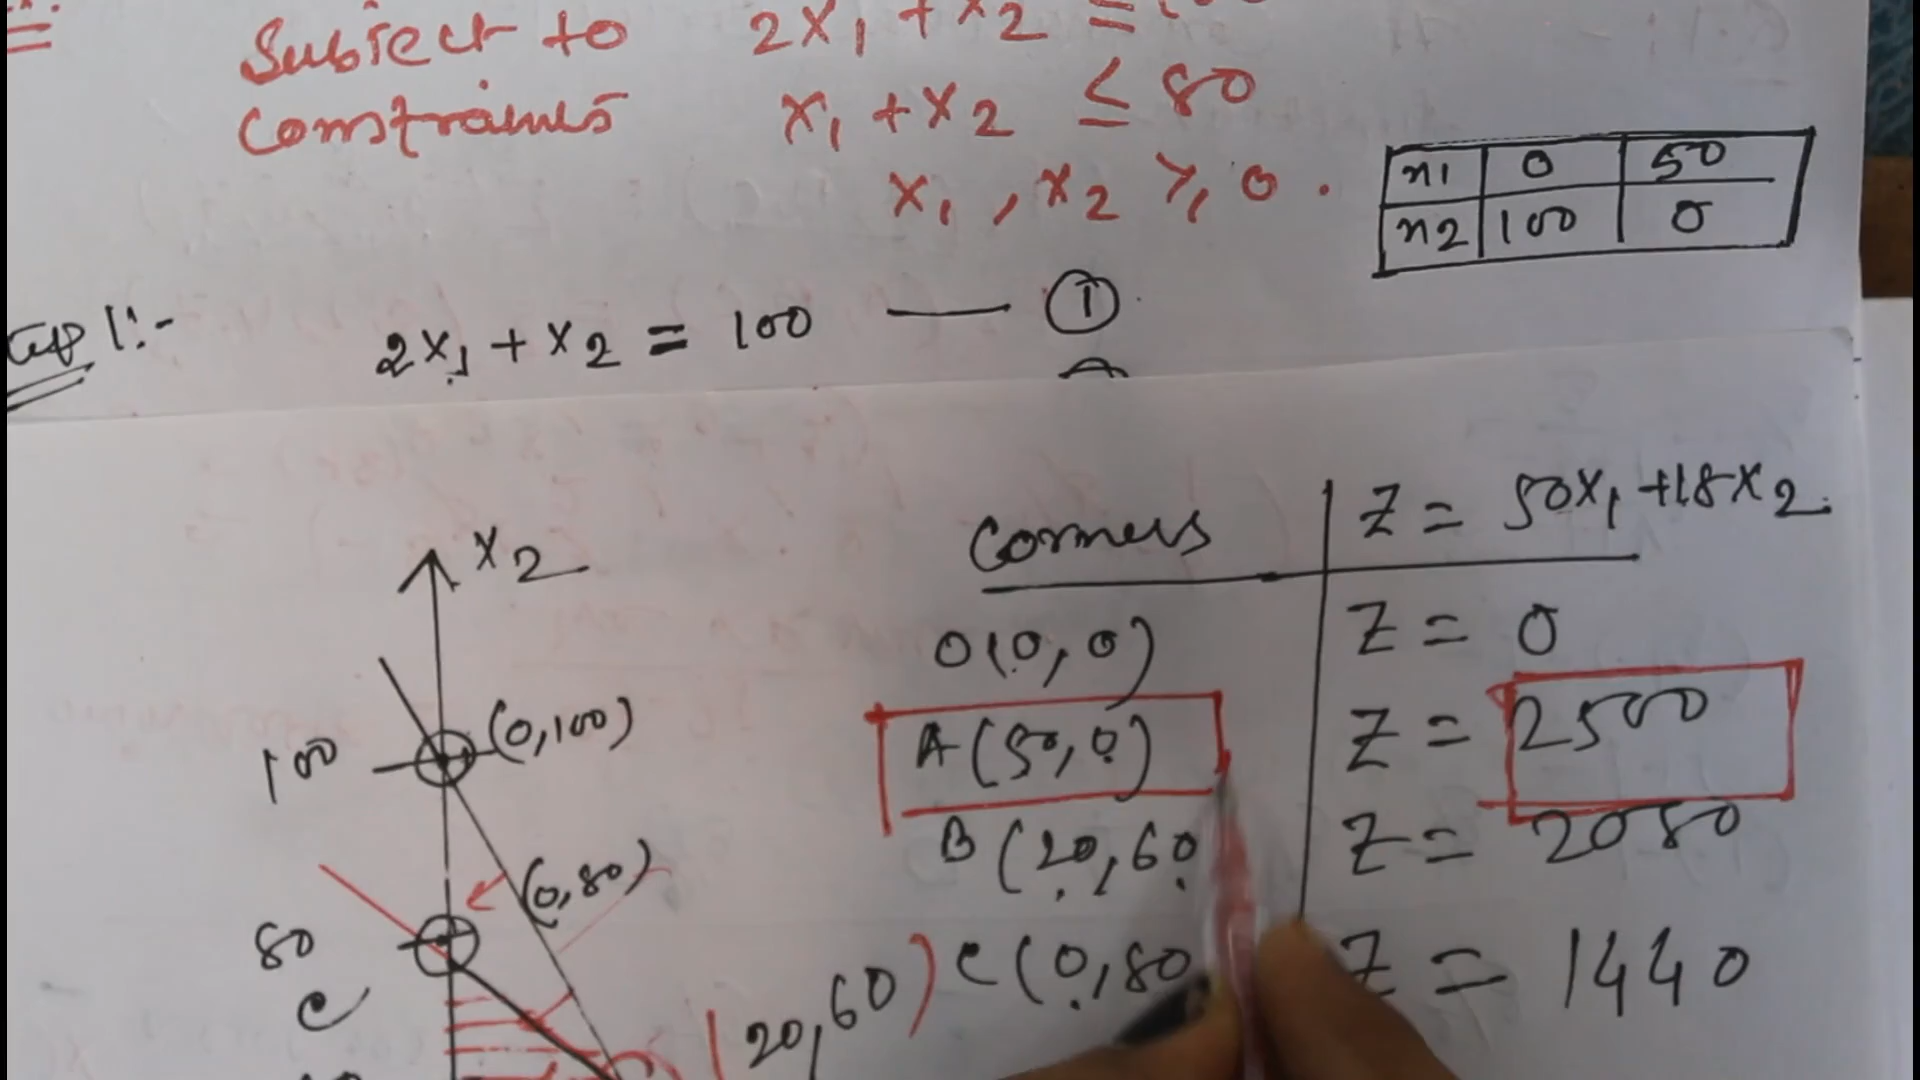 Subject to 2x1 + x2
constraints x1 + x2 ≤ 80
x1, x2 ≥ 0.
x1 0 50
x2 100 0
2x1 + x2 = 100 —— ①
Corners Z = 50x1 + 18x2
x2
O(0,0) Z = 0
100 (0,100)
A(50,0) Z = 2500
B(20,60 Z = 2080
(0,80)
80
C(0,80 Z = 1440
C
(20,60)